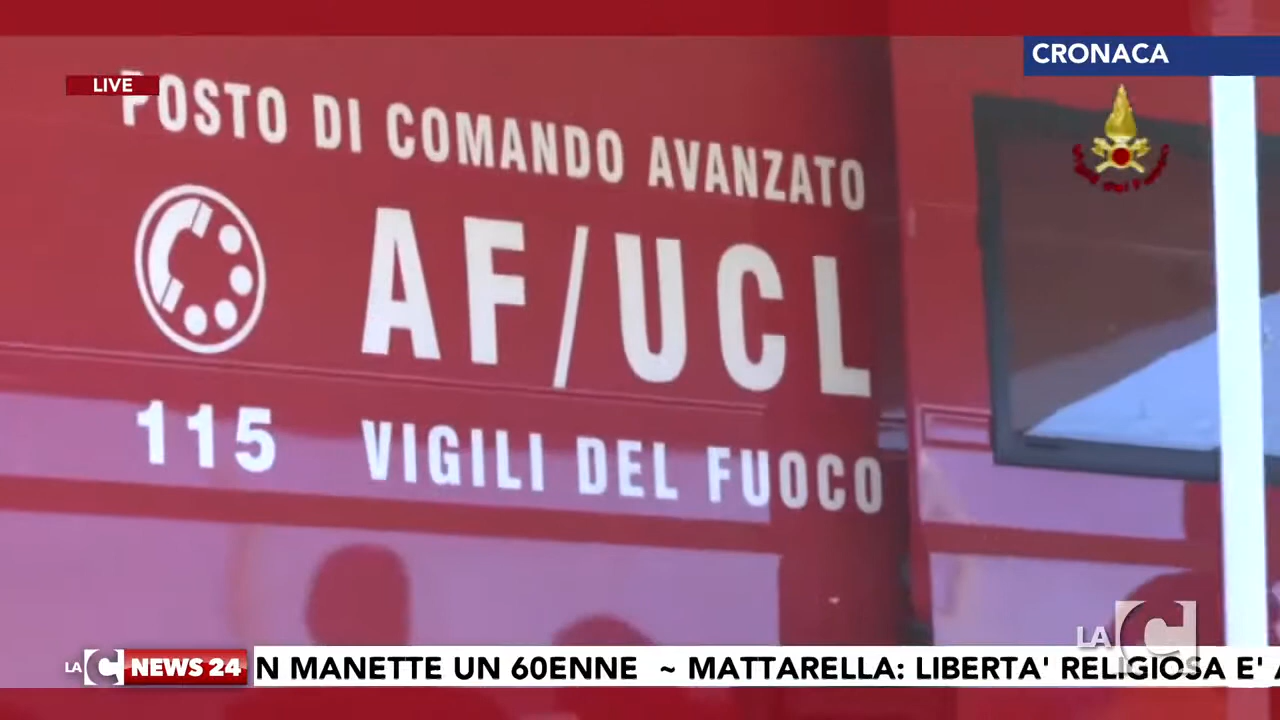 CRONACA
LIVE
POSTO DI COMANDO AVANZATO
AF/UCL
115 VIGILI DEL FUOCO
LA C
LA C NEWS 24 N MANETTE UN 60ENNE ~ MATTARELLA: LIBERTA' RELIGIOSA E' A